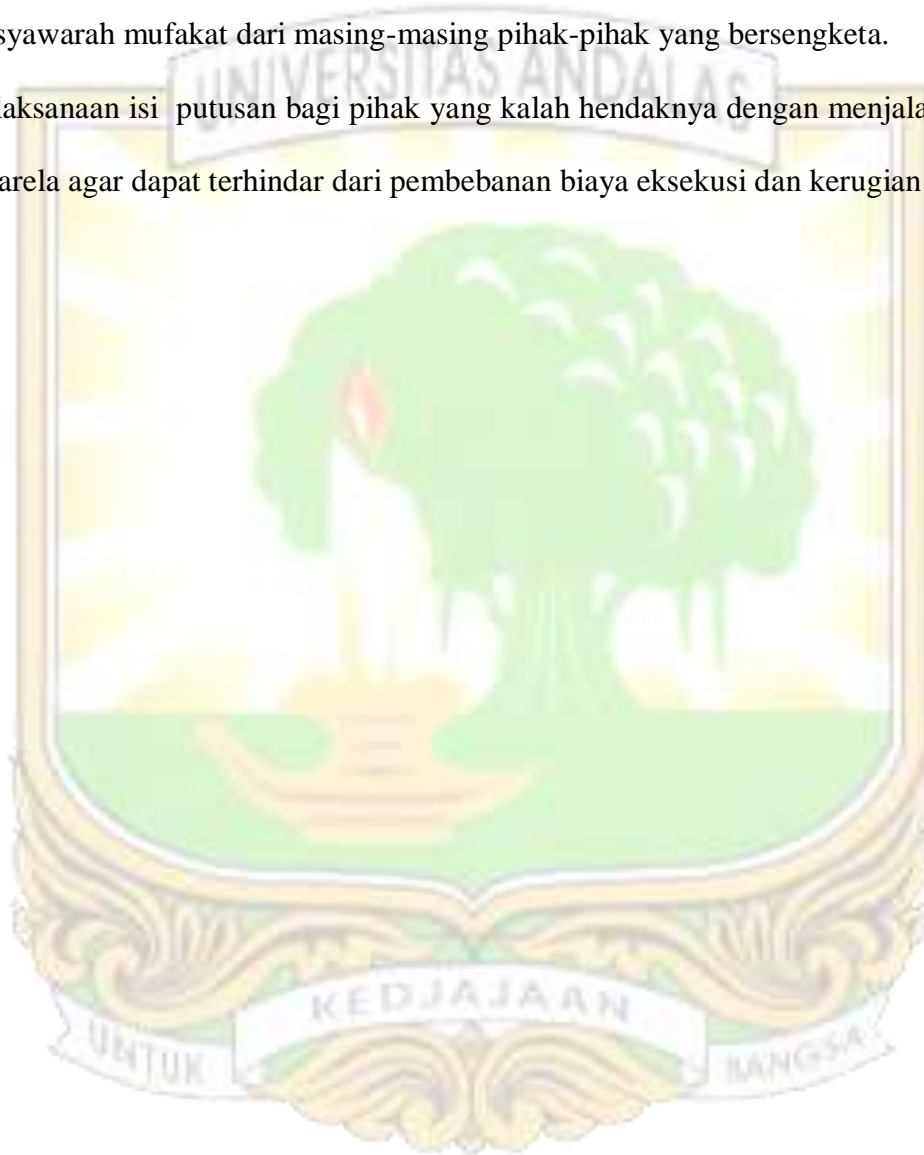 syawarah mufakat dari masing-masing pihak-pihak yang bersengketa.
laksanaan isi putusan bagi pihak yang kalah hendaknya dengan menjala
arela agar dapat terhindar dari pembebanan biaya eksekusi dan kerugian
UNIVERSITAS ANDALAS
KEDJAJAAN
UNTUK BANGSA